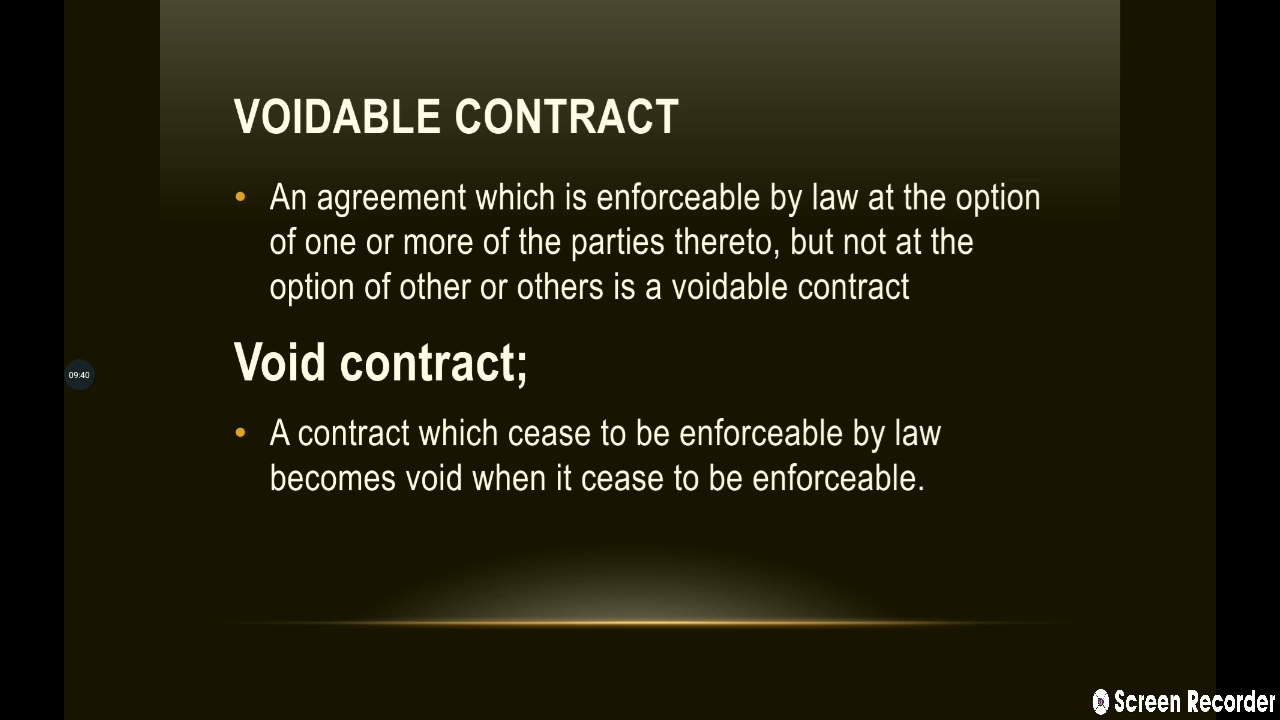 VOIDABLE CONTRACT
• An agreement which is enforceable by law at the option
of one or more of the parties thereto, but not at the
option of other or others is a voidable contract
Void contract;
09:40
• A contract which cease to be enforceable by law
becomes void when it cease to be enforceable.
Screen Recorder